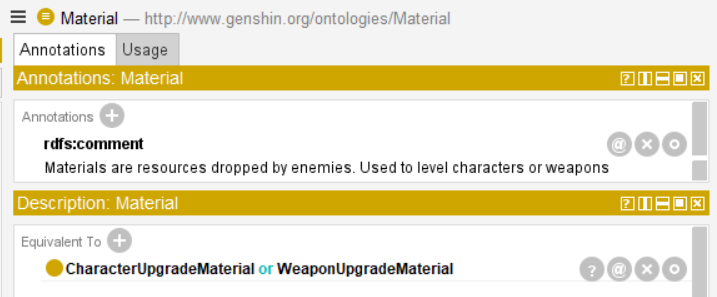 Material — http://www.genshin.org/ontologies/Material
Annotations Usage
Annotations: Material
Annotations
rdfs:comment
Materials are resources dropped by enemies. Used to level characters or weapons
Description: Material
Equivalent To
CharacterUpgradeMaterial or WeaponUpgradeMaterial